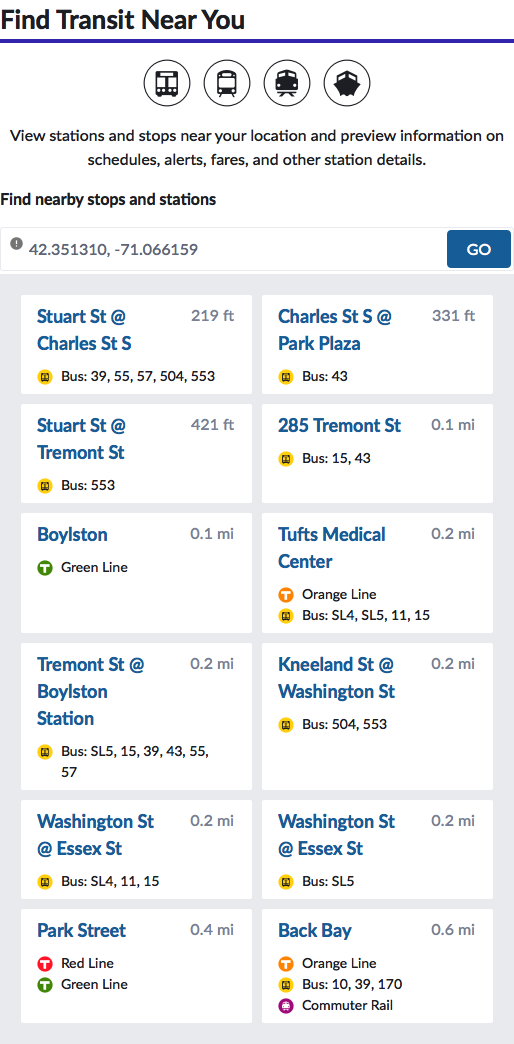 Find Transit Near You
View stations and stops near your location and preview information on
schedules, alerts, fares, and other station details.
Find nearby stops and stations
42.351310, -71.066159
GO
Stuart St @
Charles St S
219 ft
Bus: 39, 55, 57, 504, 553
Charles St S @
Park Plaza
331 ft
Bus: 43
Stuart St @
Tremont St
421 ft
Bus: 553
285 Tremont St
0.1 mi
Bus: 15, 43
Boylston
0.1 mi
T Green Line
Tufts Medical
Center
0.2 mi
T Orange Line
Bus: SL4, SL5, 11, 15
Tremont St @
Boylston
Station
0.2 mi
Bus: SL5, 15, 39, 43, 55,
57
Kneeland St @
Washington St
0.2 mi
Bus: 504, 553
Washington St
@ Essex St
0.2 mi
Bus: SL4, 11, 15
Washington St
@ Essex St
0.2 mi
Bus: SL5
Park Street
0.4 mi
T Red Line
T Green Line
Back Bay
0.6 mi
T Orange Line
Bus: 10, 39, 170
Commuter Rail